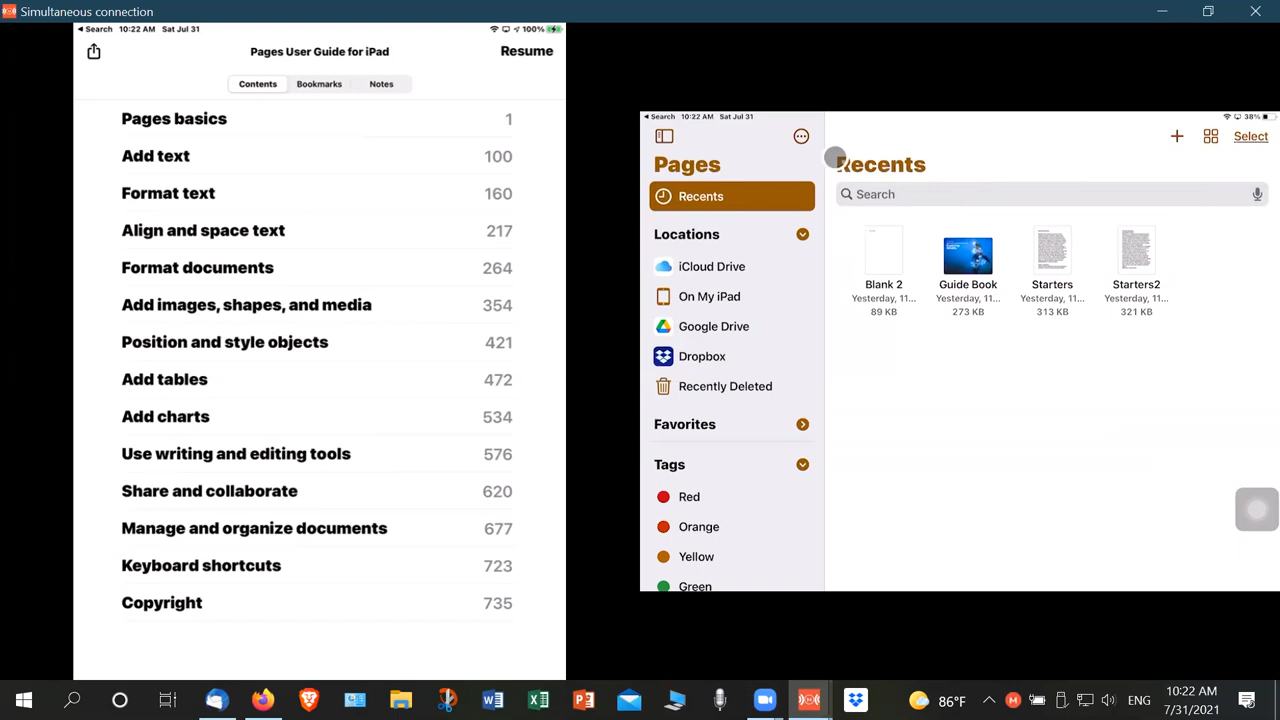 Simultaneous connection
Search 10:22 AM Sat Jul 31
100%
Pages User Guide for iPad
Resume
Contents
Bookmarks
Notes
Pages basics 1
Add text 100
Format text 160
Align and space text 217
Format documents 264
Add images, shapes, and media 354
Position and style objects 421
Add tables 472
Add charts 534
Use writing and editing tools 576
Share and collaborate 620
Manage and organize documents 677
Keyboard shortcuts 723
Copyright 735
Search 10:22 AM Sat Jul 31
38%
Pages
Recents
Locations
iCloud Drive
On My iPad
Google Drive
Dropbox
Recently Deleted
Favorites
Tags
Red
Orange
Yellow
Green
Select
Recents
Search
Blank 2
Yesterday, 11...
89 KB
Guide Book
Yesterday, 11...
273 KB
Starters
Yesterday, 11...
313 KB
Starters2
Yesterday, 11...
321 KB
86°F
ENG
10:22 AM
7/31/2021